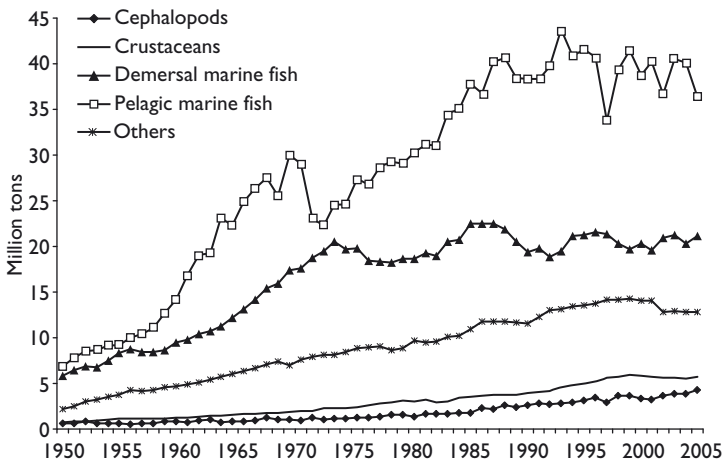 45
40
35
30
25
20
15
10
5
0
Million tons
Cephalopods
Crustaceans
Demersal marine fish
Pelagic marine fish
Others
1950 1955 1960 1965 1970 1975 1980 1985 1990 1995 2000 2005